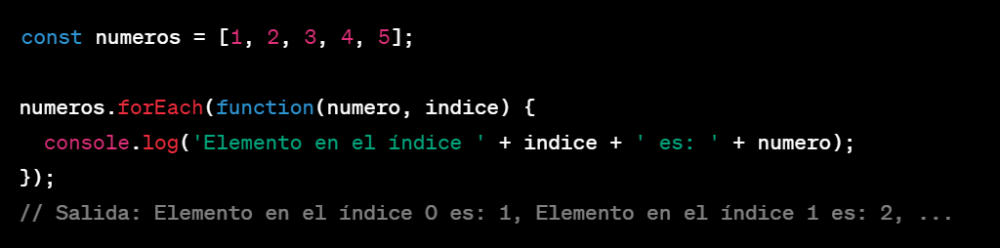 const numeros = [1, 2, 3, 4, 5];
numeros.forEach(function(numero, indice) {
  console.log('Elemento en el índice ' + indice + ' es: ' + numero);
});
// Salida: Elemento en el índice 0 es: 1, Elemento en el índice 1 es: 2, ...